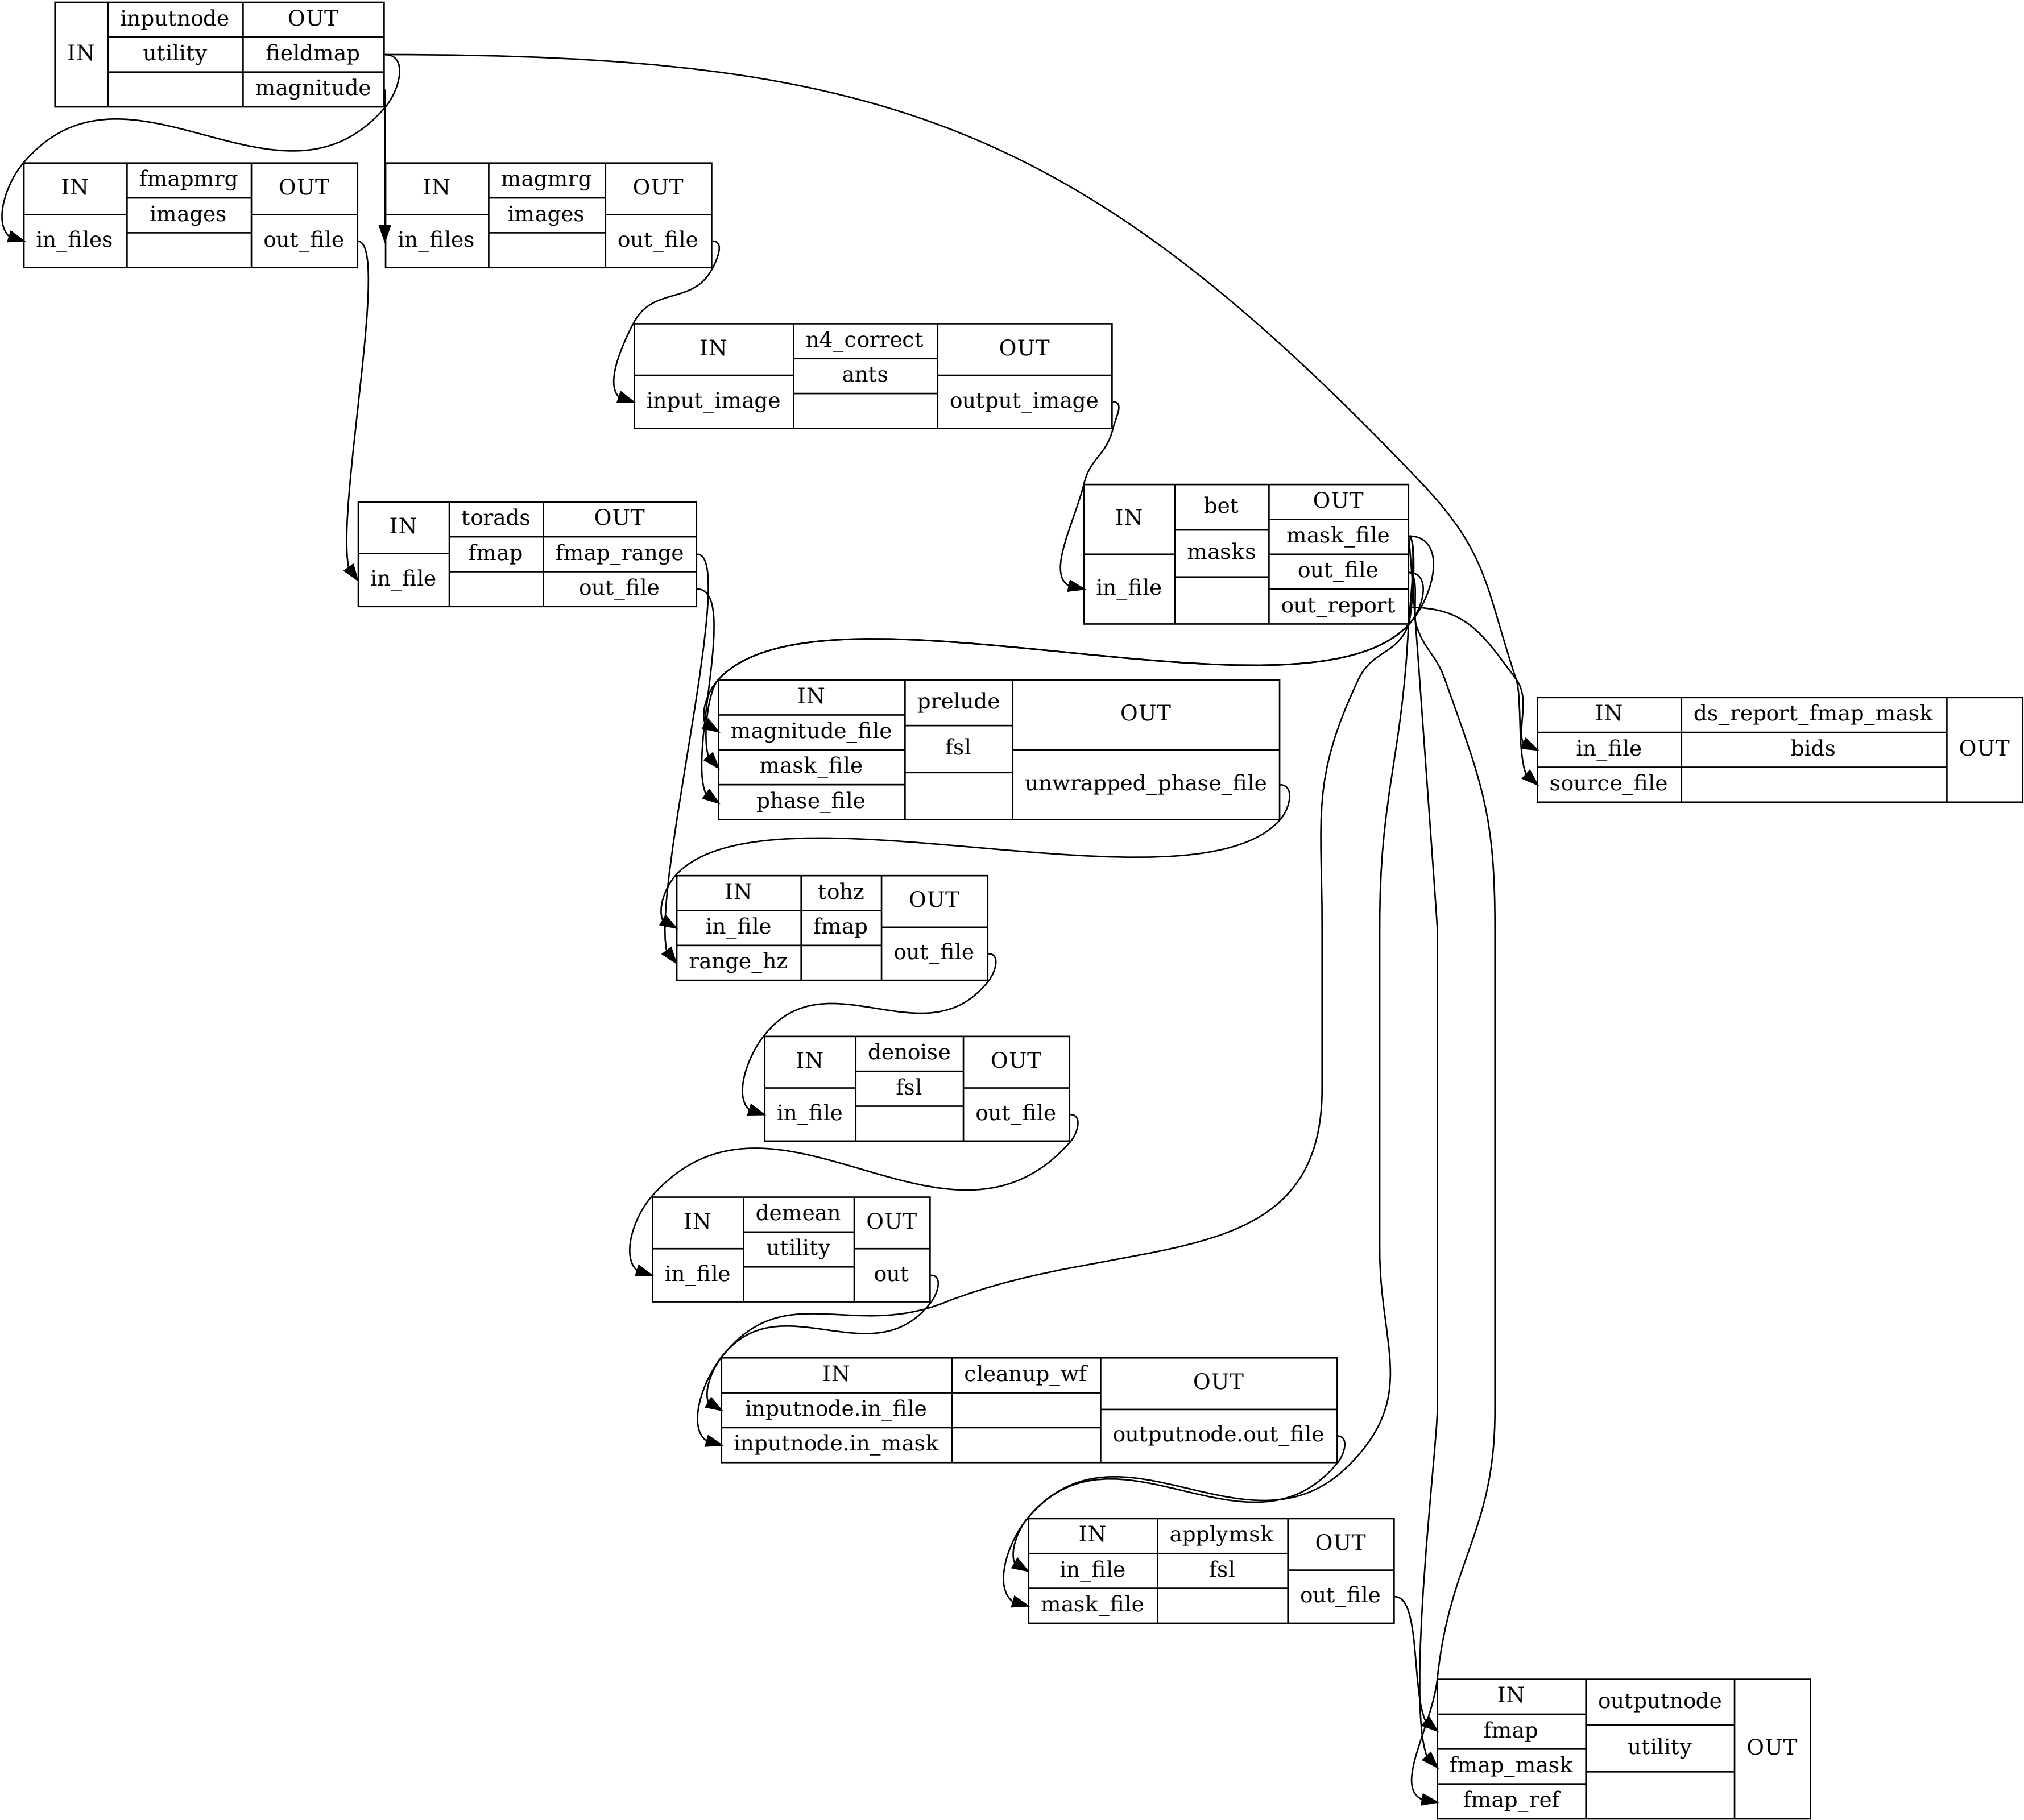 inputnode OUT
IN utility fieldmap
magnitude
IN fmapmrg OUT
images
in_files out_file
IN magmrg OUT
images
in_files out_file
IN n4_correct OUT
ants
input_image output_image
IN bet OUT
masks mask_file
in_file out_file
out_report
IN torads OUT
fmap fmap_range
in_file out_file
IN prelude OUT
magnitude_file fsl
mask_file unwrapped_phase_file
phase_file
IN ds_report_fmap_mask
in_file bids OUT
source_file
IN tohz OUT
in_file fmap out_file
range_hz
IN denoise OUT
fsl
in_file out_file
IN demean OUT
utility
in_file out
IN cleanup_wf OUT
inputnode.in_file outputnode.out_file
inputnode.in_mask
IN applymsk OUT
in_file fsl out_file
mask_file
IN outputnode
fmap utility OUT
fmap_mask
fmap_ref